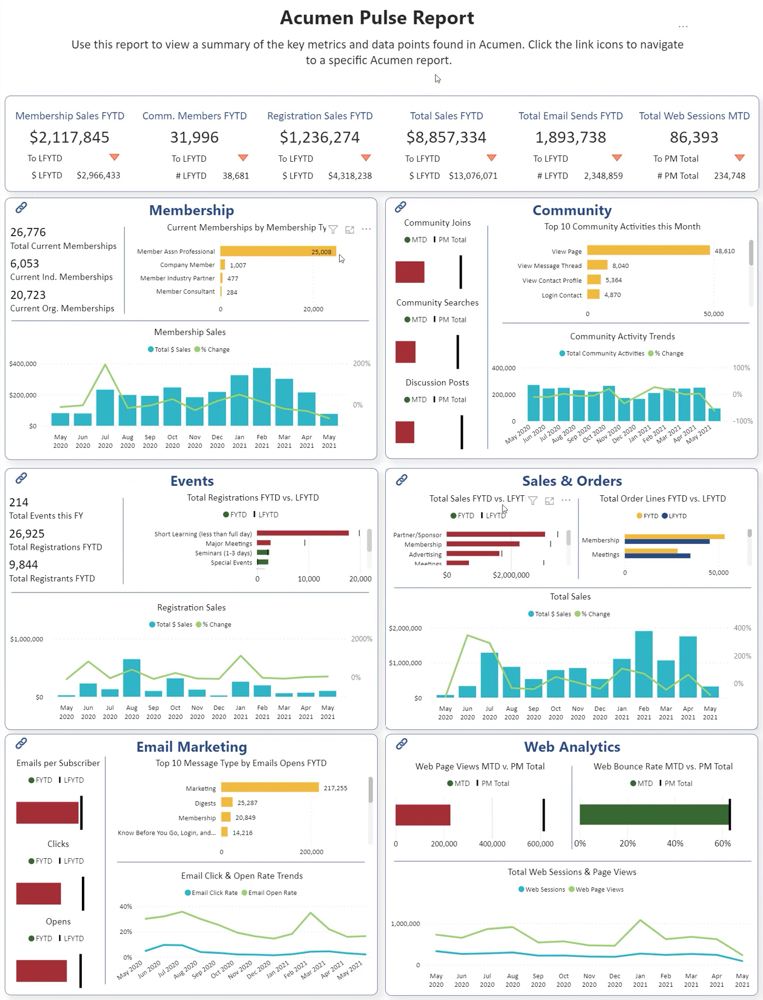 Acumen Pulse Report
...
Use this report to view a summary of the key metrics and data points found in Acumen. Click the link icons to navigate
to a specific Acumen report.
Membership Sales FYTD
$2,117,845
To LFYTD
$ LFYTD $2,966,433
Comm. Members FYTD
31,996
To LFYTD
# LFYTD 38,681
Registration Sales FYTD
$1,236,274
To LFYTD
$ LFYTD $4,318,238
Total Sales FYTD
$8,857,334
To LFYTD
$ LFYTD $13,076,071
Total Email Sends FYTD
1,893,738
To LFYTD
# LFYTD 2,348,859
Total Web Sessions MTD
86,393
To PM Total
# PM Total 234,748
Membership
26,776
Total Current Memberships
6,053
Current Ind. Memberships
20,723
Current Org. Memberships
Current Memberships by Membership Ty
...
Member Assn Professional 25,008
Company Member 1,007
Member Industry Partner 477
Member Consultant 284
0 20,000
Membership Sales
Total $ Sales % Change
$400,000 200%
$200,000 0%
$0
May Jun Jul Aug Sep Oct Nov Dec Jan Feb Mar Apr May
2020 2020 2020 2020 2020 2020 2020 2020 2021 2021 2021 2021 2021
Community
Community Joins
MTD PM Total
Community Searches
MTD PM Total
Discussion Posts
MTD PM Total
Top 10 Community Activities this Month
View Page 48,610
View Message Thread 8,040
View Contact Profile 5,364
Login Contact 4,870
0 50,000
Community Activity Trends
Total Community Activities % Change
400,000 100%
200,000 0%
0 -100%
May 2020 Jun 2020 Jul 2020 Aug 2020 Sep 2020 Oct 2020 Nov 2020 Dec 2020 Jan 2021 Feb 2021 Mar 2021 Apr 2021 May 2021
Events
214
Total Events this FY
26,925
Total Registrations FYTD
9,844
Total Registrants FYTD
Total Registrations FYTD vs. LFYTD
FYTD LFYTD
Short Learning (less than full day)
Major Meetings
Seminars (1-3 days)
Special Events
0 10,000 20,000
Registration Sales
Total $ Sales % Change
$1,000,000 2000%
0%
$0
May Jun Jul Aug Sep Oct Nov Dec Jan Feb Mar Apr May
2020 2020 2020 2020 2020 2020 2020 2020 2021 2021 2021 2021 2021
Sales & Orders
Total Sales FYTD vs. LFYT
...
FYTD LFYTD
Partner/Sponsor
Membership
Advertising
Meetings
$0 $2,000,000
Total Order Lines FYTD vs. LFYTD
FYTD LFYTD
Membership
Meetings
0 50,000
Total Sales
Total $ Sales % Change
$2,000,000 400%
$1,000,000 200%
0%
$0
May Jun Jul Aug Sep Oct Nov Dec Jan Feb Mar Apr May
2020 2020 2020 2020 2020 2020 2020 2020 2021 2021 2021 2021 2021
Email Marketing
Emails per Subscriber
FYTD LFYTD
Clicks
FYTD LFYTD
Opens
FYTD LFYTD
Top 10 Message Type by Emails Opens FYTD
Marketing 217,255
Digests 25,287
Membership 20,849
Know Before You Go, Login, and... 14,216
0 200,000
Email Click & Open Rate Trends
Email Click Rate Email Open Rate
40%
20%
0%
May 2020 Jun 2020 Jul 2020 Aug 2020 Sep 2020 Oct 2020 Nov 2020 Dec 2020 Jan 2021 Feb 2021 Mar 2021 Apr 2021 May 2021
Web Analytics
Web Page Views MTD v. PM Total
MTD PM Total
0 200,000 400,000 600,000
Web Bounce Rate MTD vs. PM Total
MTD PM Total
0% 20% 40% 60%
Total Web Sessions & Page Views
Web Sessions Web Page Views
1,000,000
0
May Jun Jul Aug Sep Oct Nov Dec Jan Feb Mar Apr May
2020 2020 2020 2020 2020 2020 2020 2020 2021 2021 2021 2021 2021